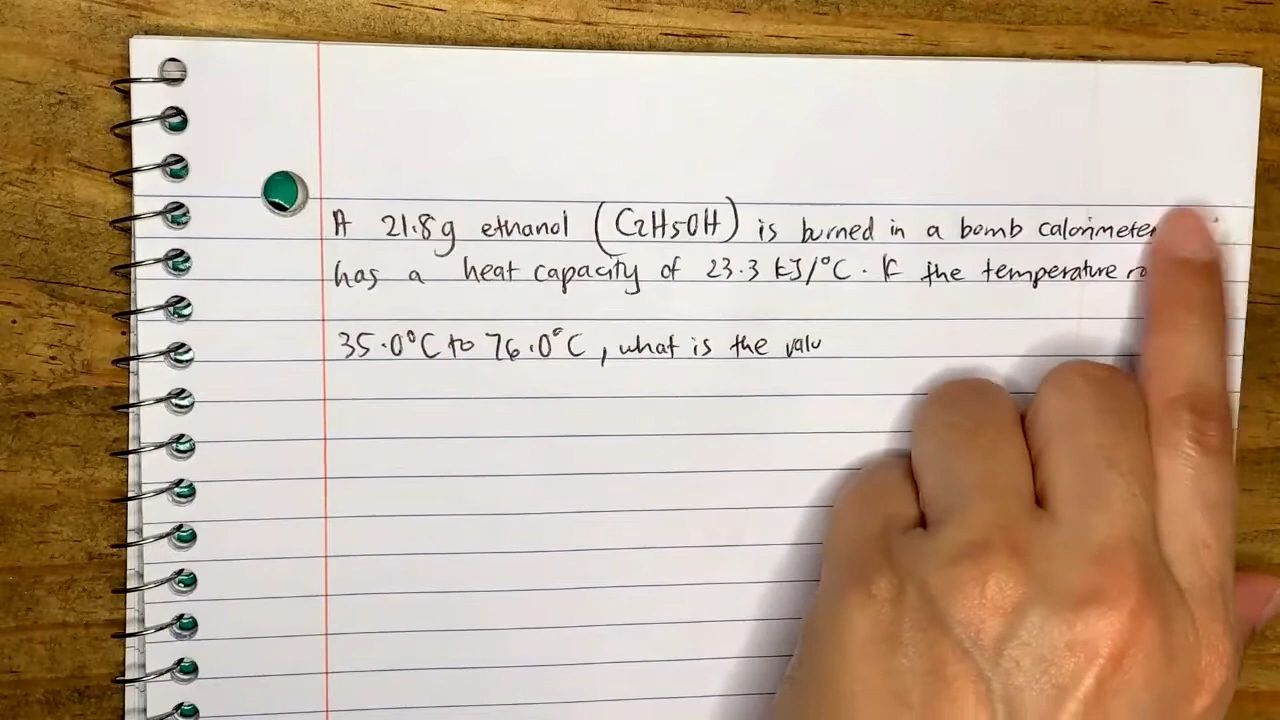 A 21.8g ethanol (C2H5OH) is burned in a bomb calorimeter
has a heat capacity of 23.3 kJ/°C. If the temperature
35.0°C to 76.0°C, what is the valu